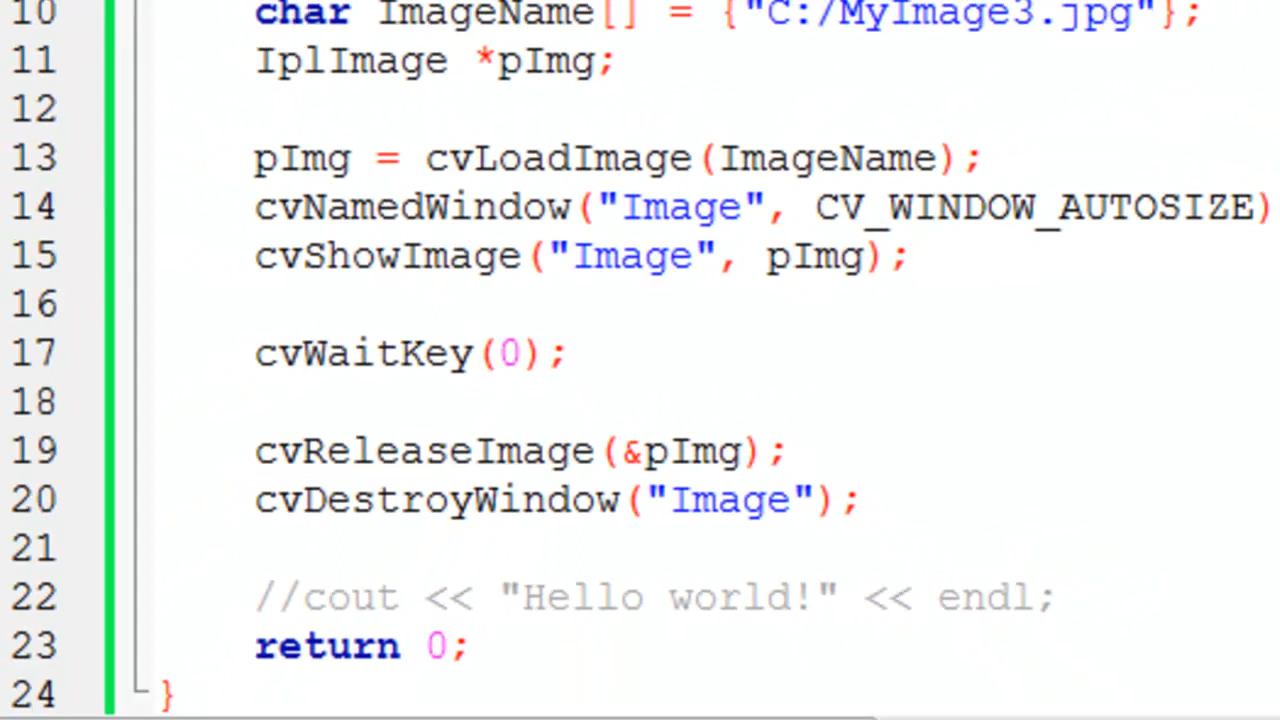 10 char ImageName[] = {"C:/MyImage3.jpg"};
11 IplImage *pImg;
12
13 pImg = cvLoadImage(ImageName);
14 cvNamedWindow("Image", CV_WINDOW_AUTOSIZE)
15 cvShowImage("Image", pImg);
16
17 cvWaitKey(0);
18
19 cvReleaseImage(&pImg);
20 cvDestroyWindow("Image");
21
22 //cout << "Hello world!" << endl;
23 return 0;
24 }